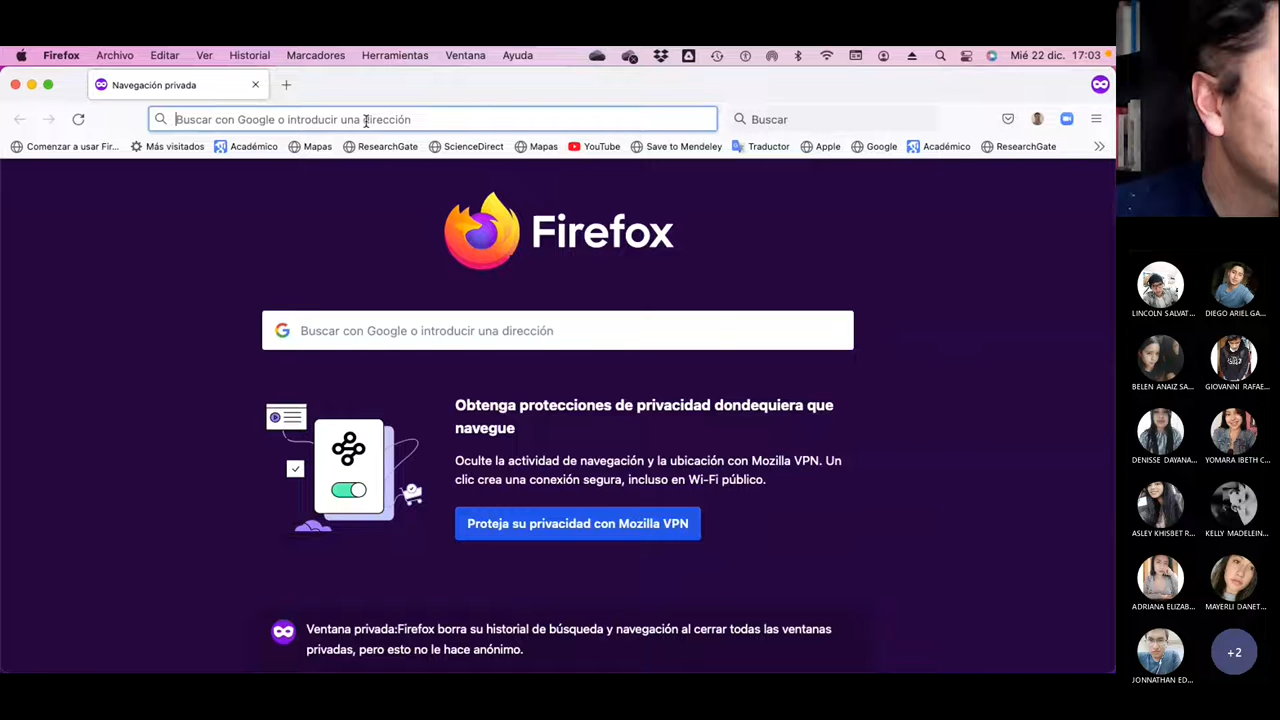 Firefox Archivo Editar Ver Historial Marcadores Herramientas Ventana Ayuda Mié 22 dic. 17:03
Navegación privada
Buscar con Google o introducir una dirección
Buscar
Comenzar a usar Fir... Más visitados Académico Mapas ResearchGate ScienceDirect Mapas YouTube Save to Mendeley Traductor Apple Google Académico ResearchGate
Firefox
Buscar con Google o introducir una dirección
Obtenga protecciones de privacidad dondequiera que
navegue
Oculte la actividad de navegación y la ubicación con Mozilla VPN. Un
clic crea una conexión segura, incluso en Wi-Fi público.
Proteja su privacidad con Mozilla VPN
Ventana privada:Firefox borra su historial de búsqueda y navegación al cerrar todas las ventanas
privadas, pero esto no le hace anónimo.
LINCOLN SALVAT... DIEGO ARIEL GA...
BELEN ANAIZ SA... GIOVANNI RAFAE...
DENISSE DAYANA... YOMARA IBETH C...
ASLEY KHISBET R... KELLY MADELEIN...
ADRIANA ELIZAB... MAYERLI DANET...
JONNATHAN ED... +2